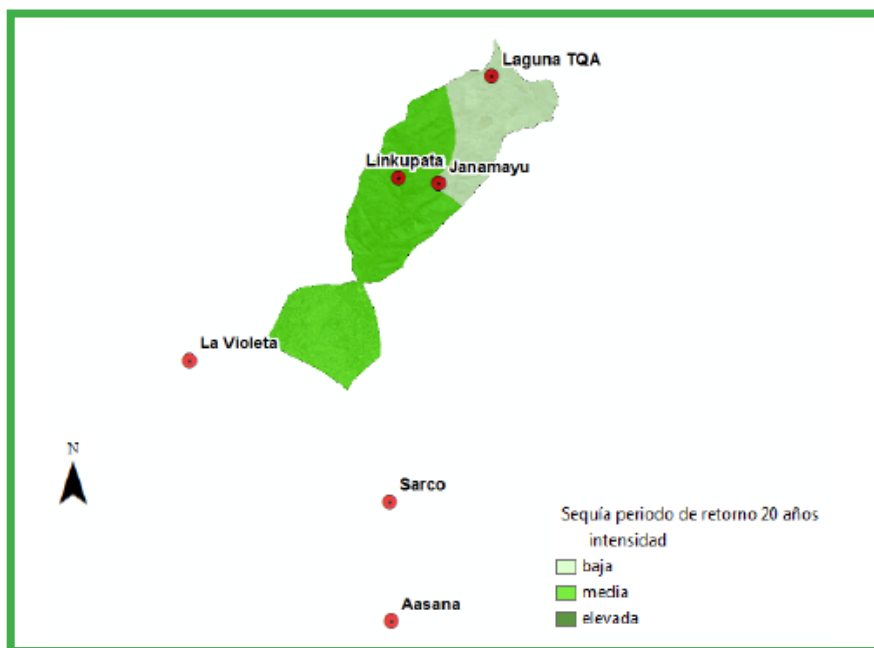 Laguna TQA
Linkupata
Janamayu
La Violeta
N
Sarco
Sequía periodo de retorno 20 años
intensidad
baja
media
elevada
Aasana